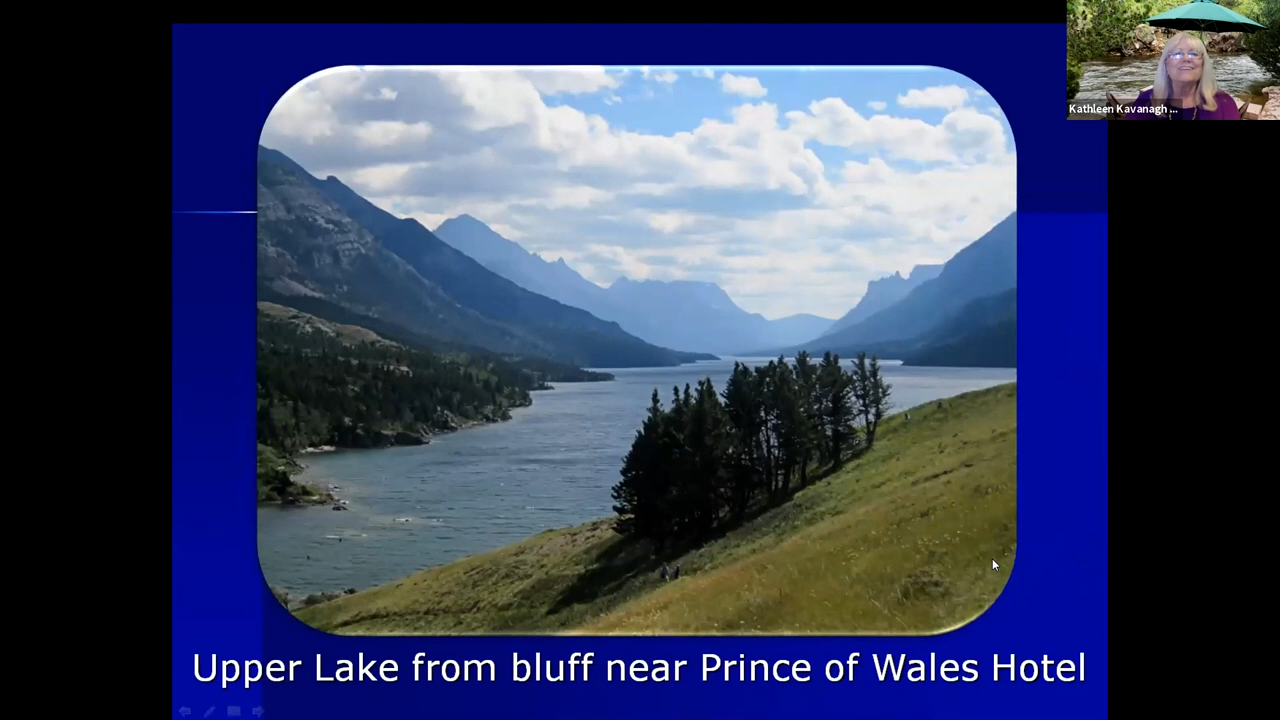 Kathleen Kavanagh ...
Upper Lake from bluff near Prince of Wales Hotel